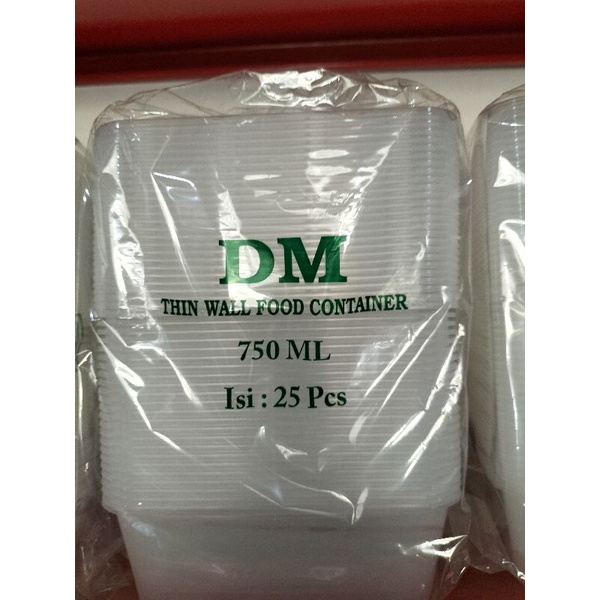 DM
THIN WALL FOOD CONTAINER
750 ML
Isi : 25 Pcs